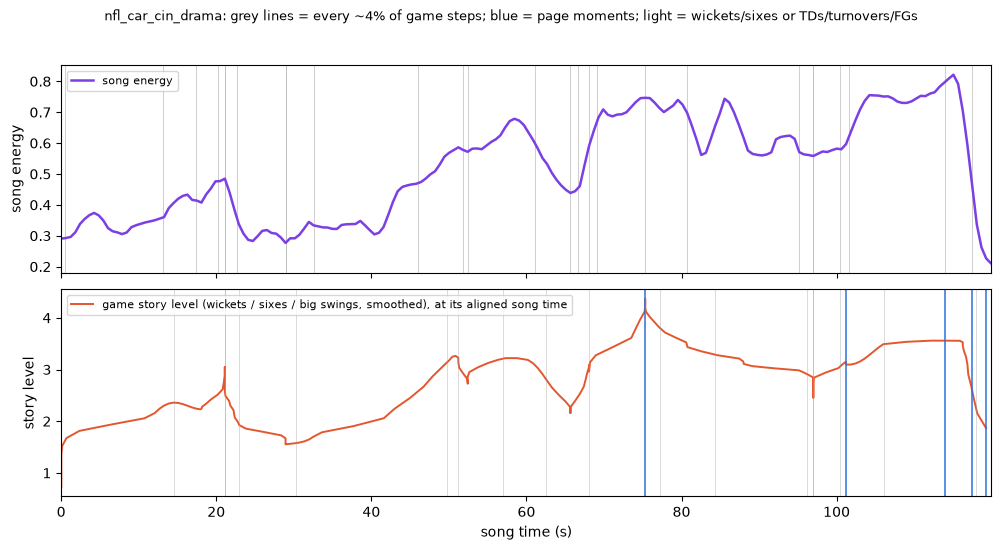 nfl_car_cin_drama: grey lines = every ~4% of game steps; blue = page moments; light = wickets/sixes or TDs/turnovers/FGs
song energy
song energy
0.8
0.7
0.6
0.5
0.4
0.3
0.2
game story level (wickets / sixes / big swings, smoothed), at its aligned song time
story level
4
3
2
1
0
20
40
60
80
100
song time (s)